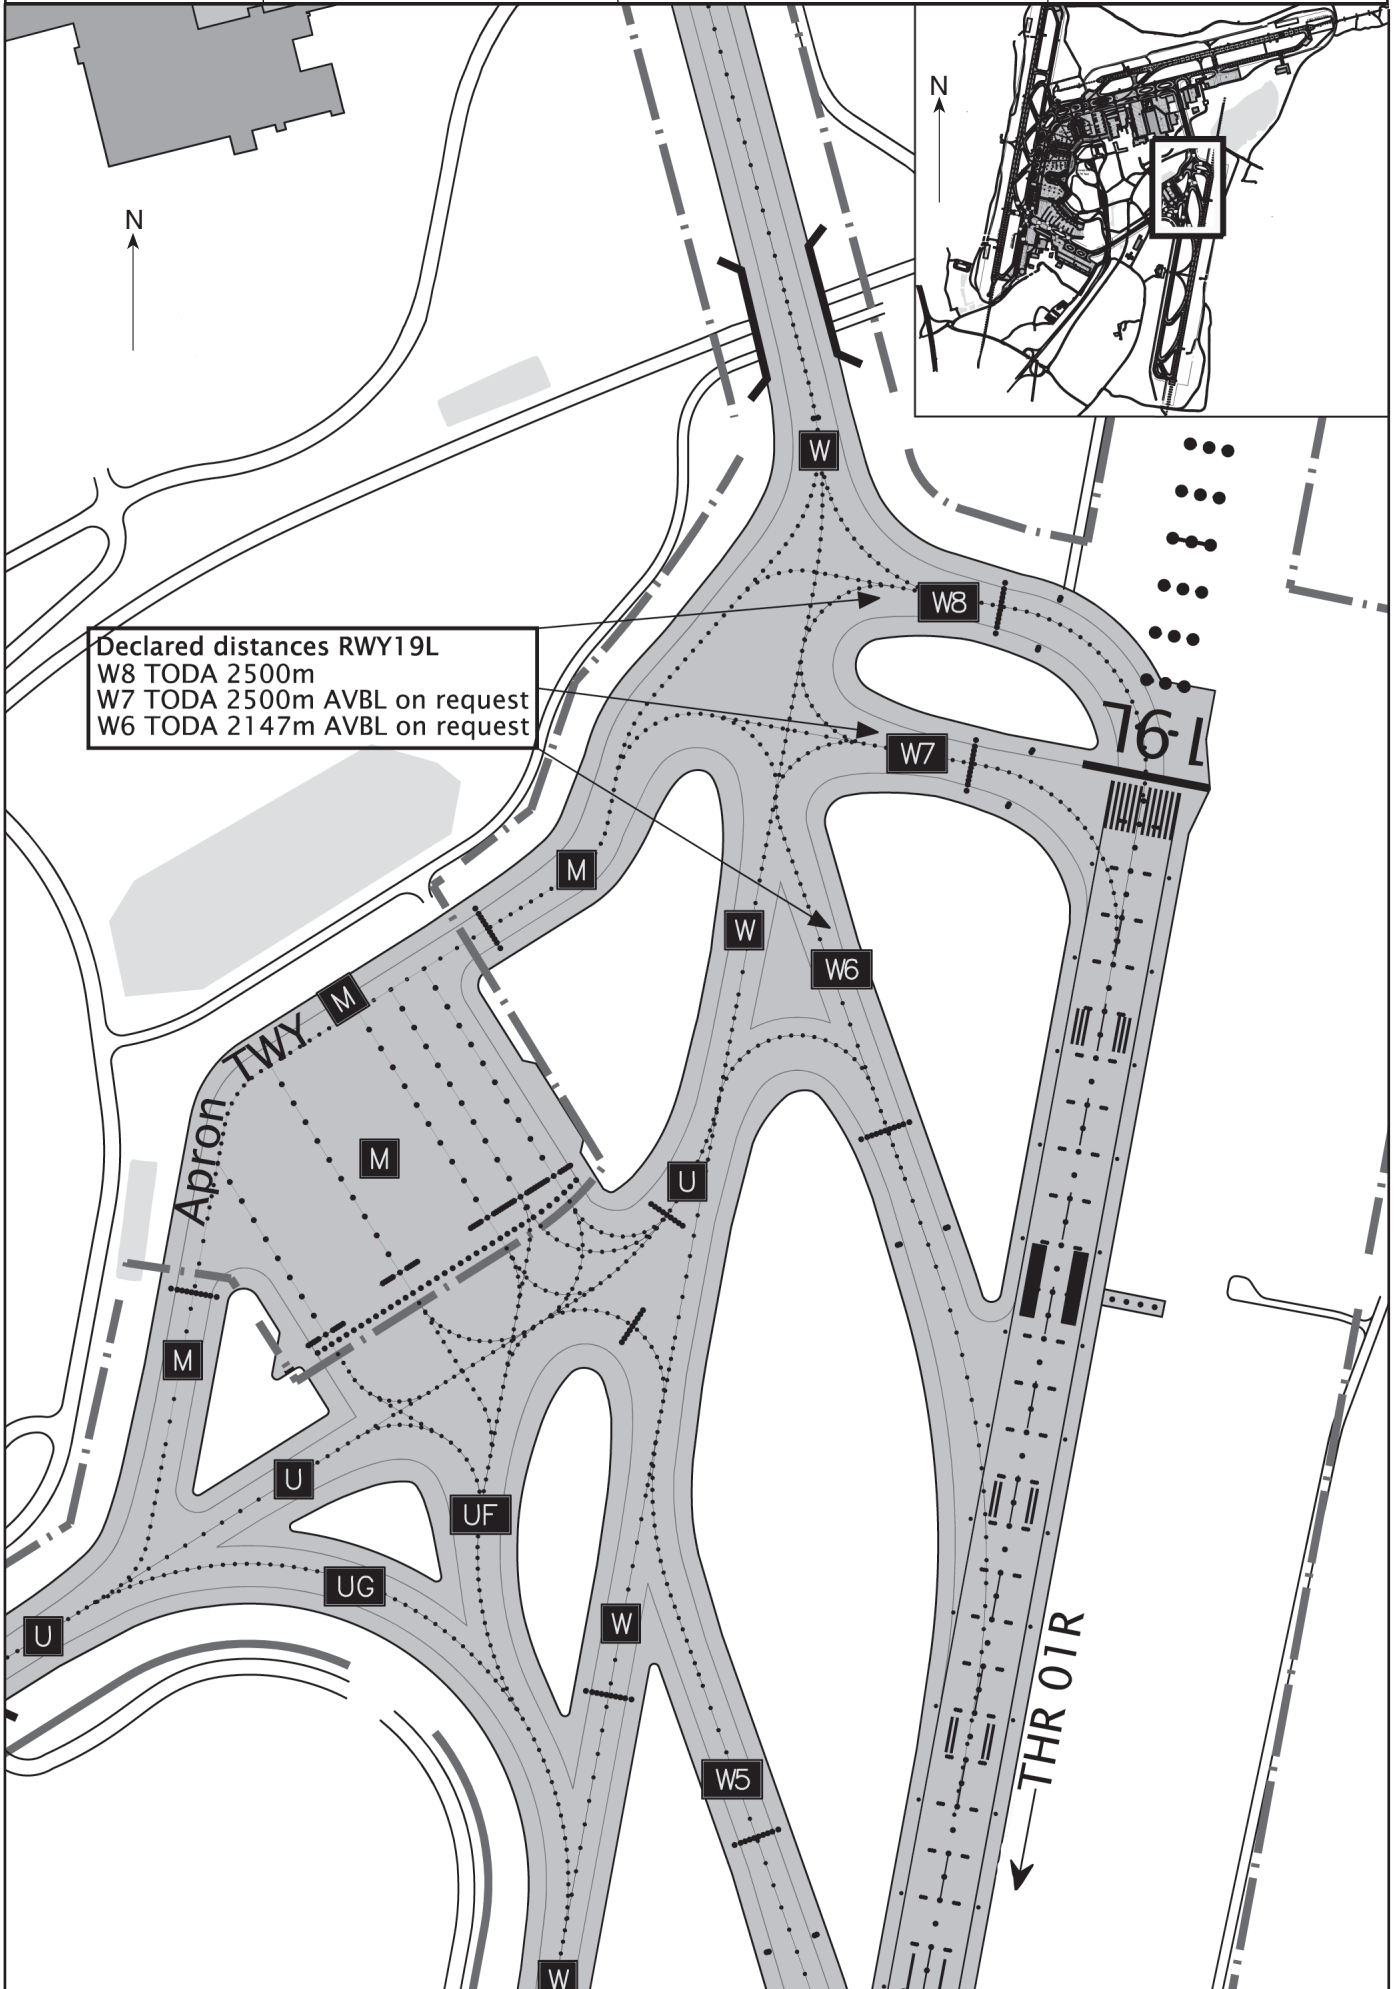 N
N
W
W8
Declared distances RWY19L
W8 TODA 2500m
W7 TODA 2500m AVBL on request
W6 TODA 2147m AVBL on request
19L
W7
M
W
W6
M
TWY
Apron
M
U
M
U
UF
UG
W
U
THR 01R
W5
W